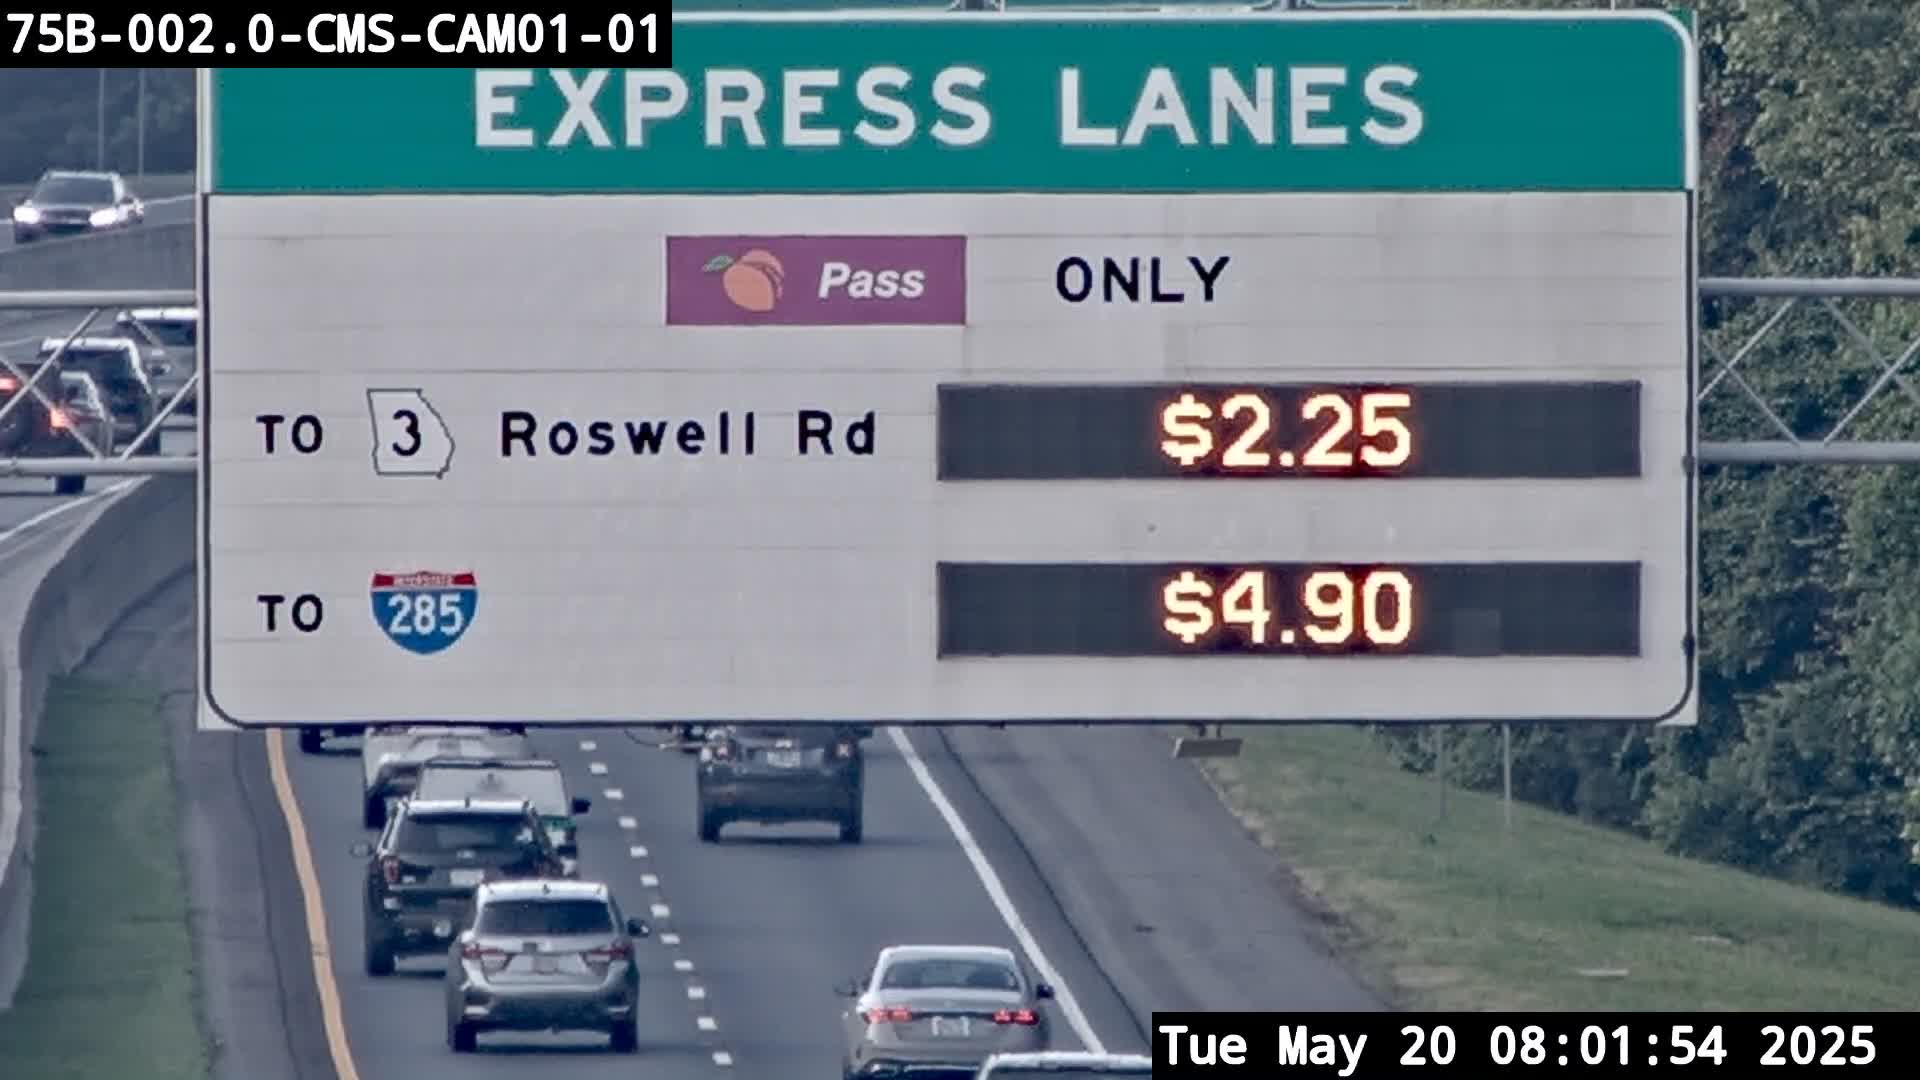 75B-002.0-CMS-CAM01-01
EXPRESS LANES
Pass ONLY
TO 3 Roswell Rd $2.25
TO INTERSTATE 285 $4.90
Tue May 20 08:01:54 2025